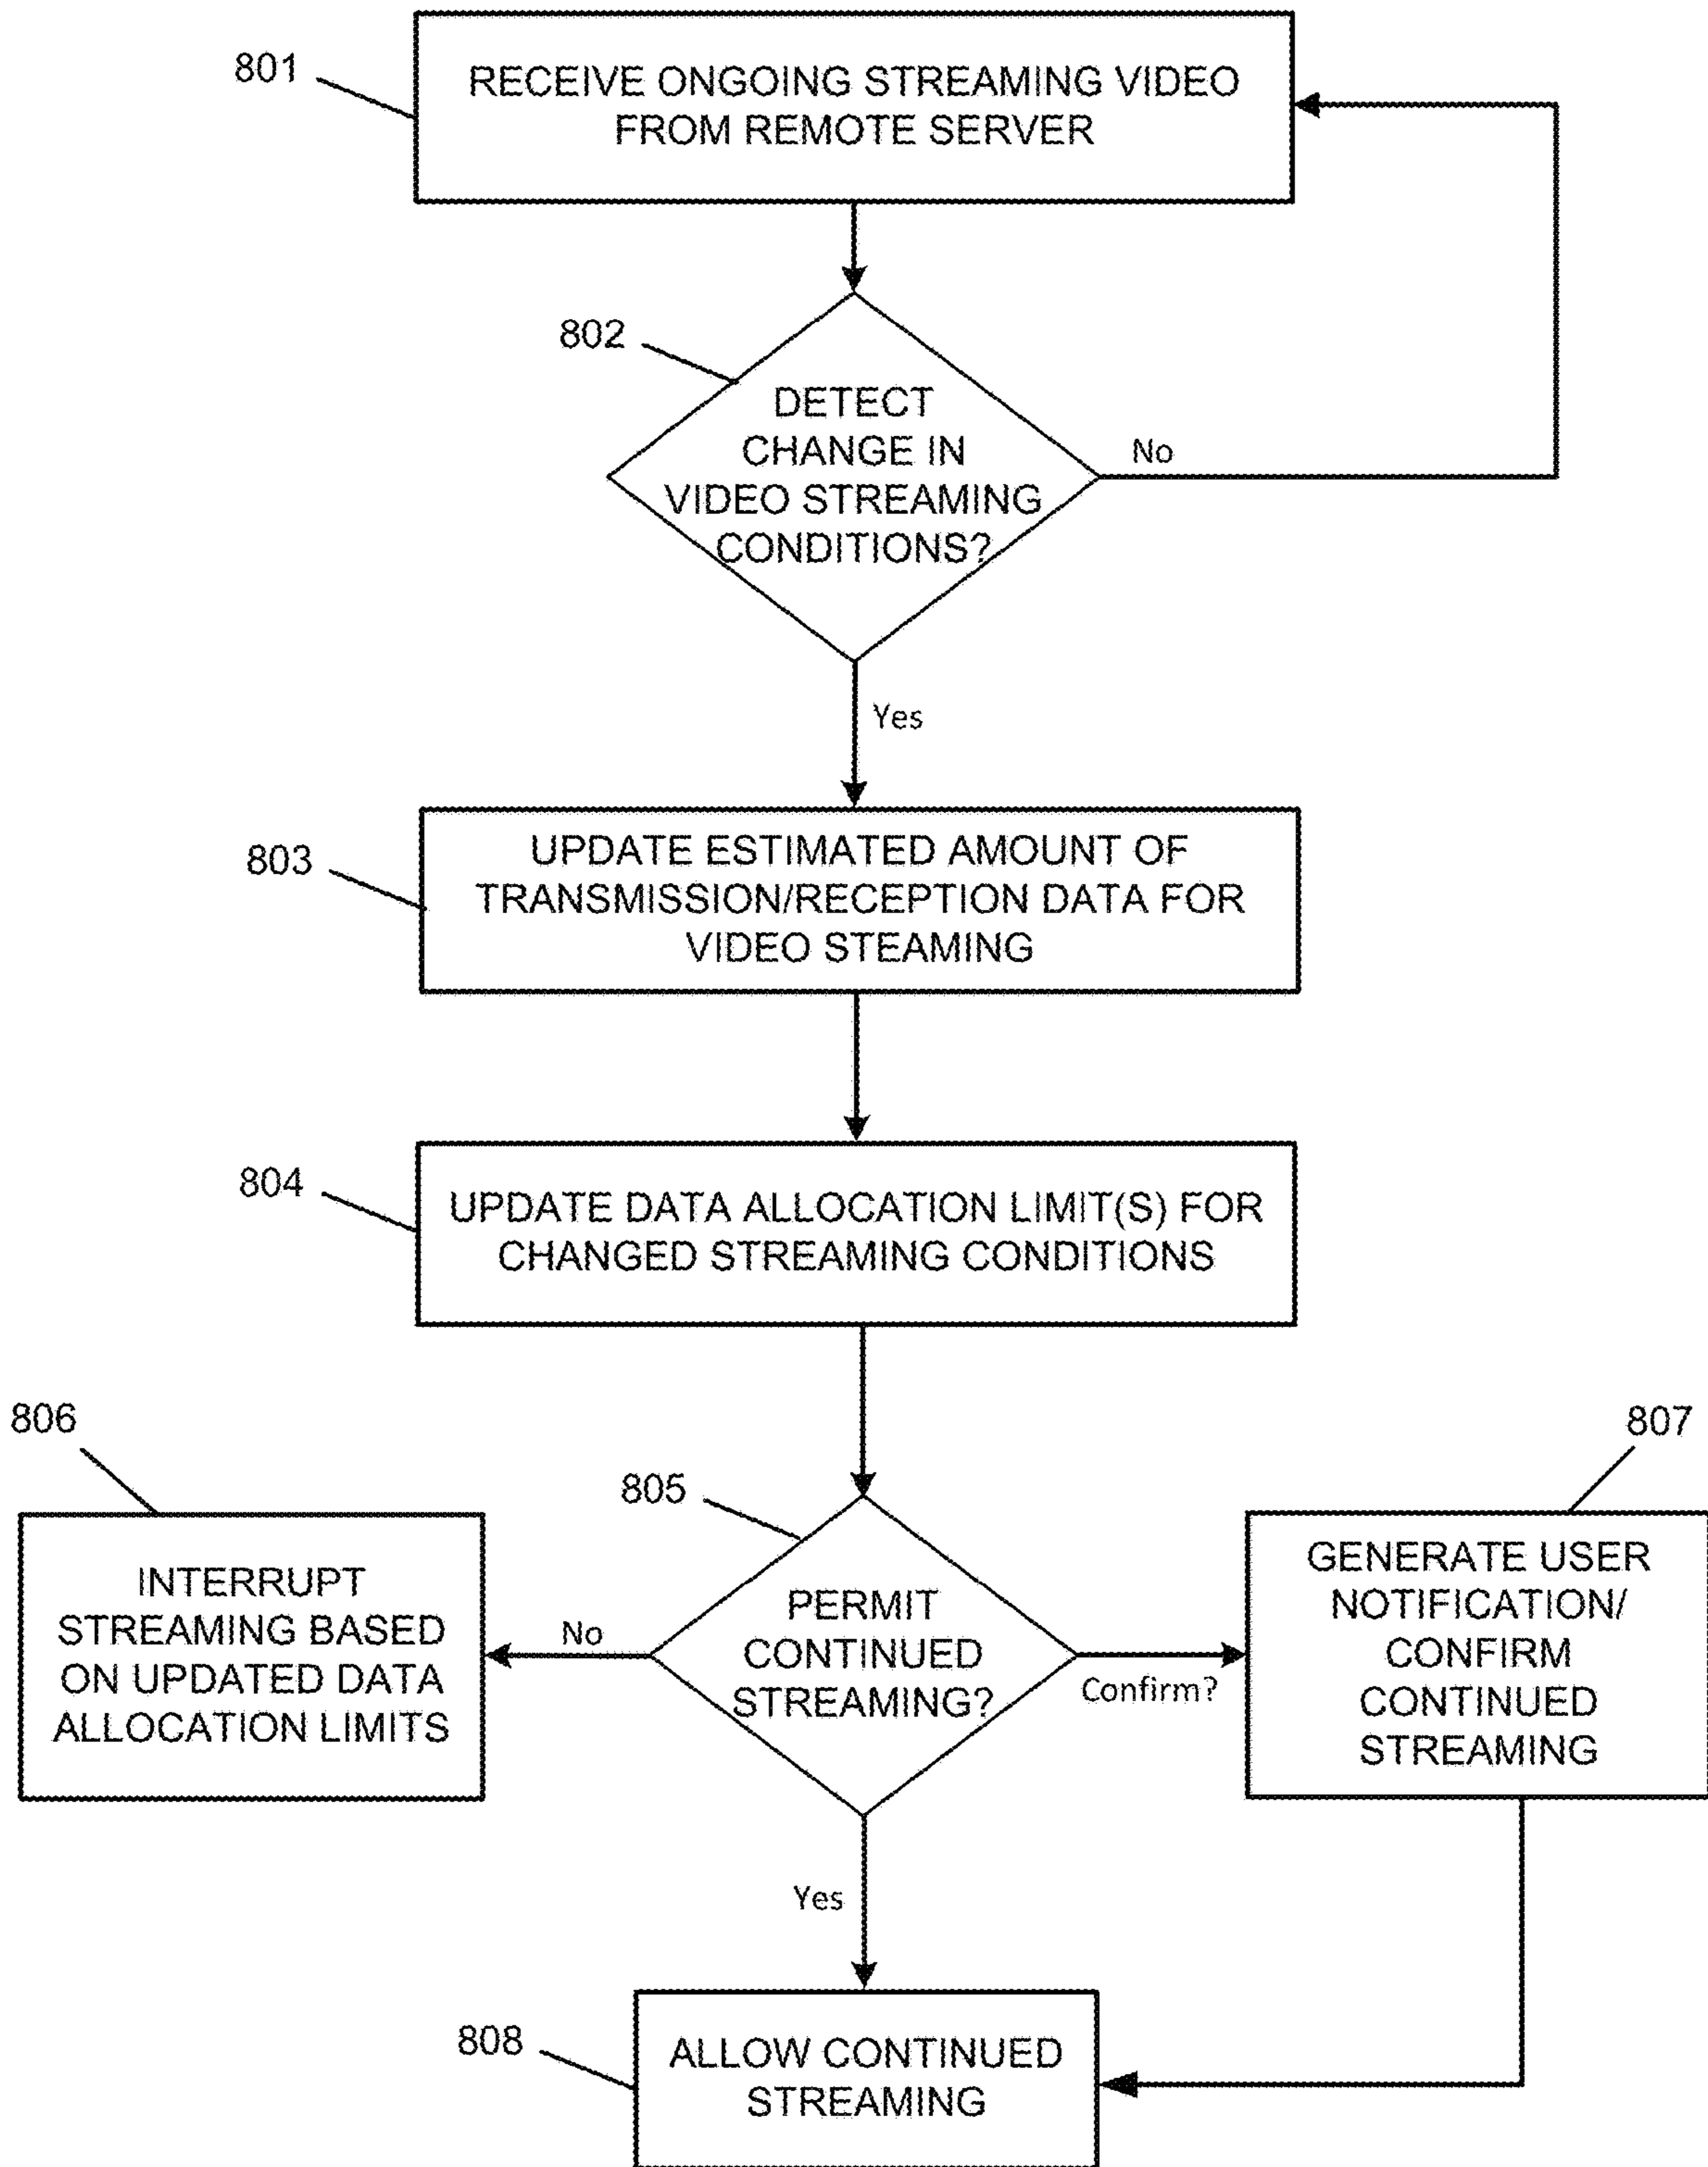 801
RECEIVE ONGOING STREAMING VIDEO
FROM REMOTE SERVER
802
DETECT
CHANGE IN
VIDEO STREAMING
CONDITIONS?
No
Yes
803
UPDATE ESTIMATED AMOUNT OF
TRANSMISSION/RECEPTION DATA FOR
VIDEO STEAMING
804
UPDATE DATA ALLOCATION LIMIT(S) FOR
CHANGED STREAMING CONDITIONS
806
INTERRUPT
STREAMING BASED
ON UPDATED DATA
ALLOCATION LIMITS
No
805
PERMIT
CONTINUED
STREAMING?
Confirm?
807
GENERATE USER
NOTIFICATION/
CONFIRM
CONTINUED
STREAMING
Yes
808
ALLOW CONTINUED
STREAMING